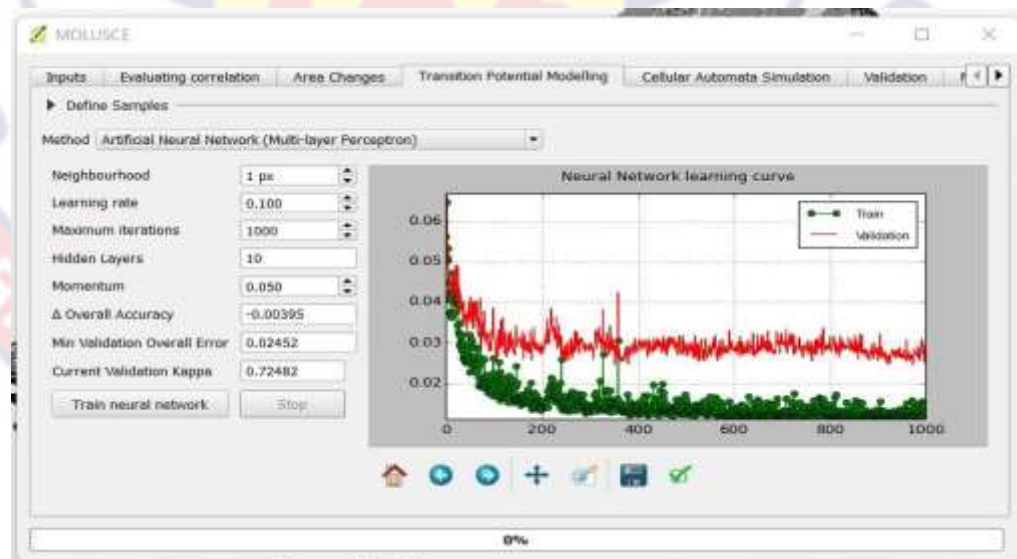 MOLUSCE
Inputs Evaluating correlation Area Changes Transition Potential Modelling Cellular Automata Simulation Validation
Define Samples
Method Artificial Neural Network (Multi-layer Perceptron)
Neighbourhood 1 px
Learning rate 0.100
Maximum iterations 1000
Hidden Layers 10
Momentum 0.050
Δ Overall Accuracy -0.00395
Min Validation Overall Error 0.02452
Current Validation Kappa 0.72482
Train neural network Stop
Neural Network learning curve
Train
Validation
0.06
0.05
0.04
0.03
0.02
0 200 400 600 800 1000
0%